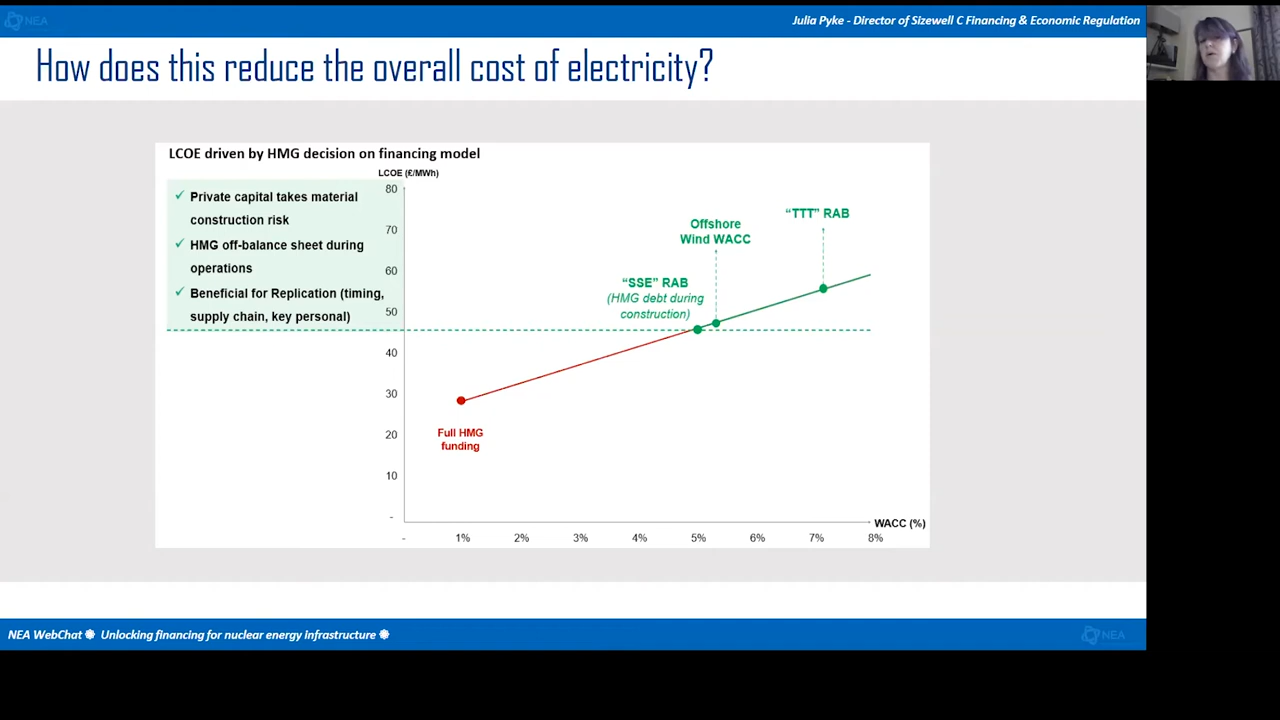 NEA
Julia Pyke - Director of Sizewell C Financing & Economic Regulation
How does this reduce the overall cost of electricity?
LCOE driven by HMG decision on financing model
LCOE (£/MWh)
✓ Private capital takes material
construction risk
✓ HMG off-balance sheet during
operations
✓ Beneficial for Replication (timing,
supply chain, key personal)
80
70
60
50
40
30
20
10
-
"TTT" RAB
Offshore
Wind WACC
"SSE" RAB
(HMG debt during
construction)
Full HMG
funding
WACC (%)
-
1%
2%
3%
4%
5%
6%
7%
8%
NEA WebChat ✺ Unlocking financing for nuclear energy infrastructure ✺
NEA